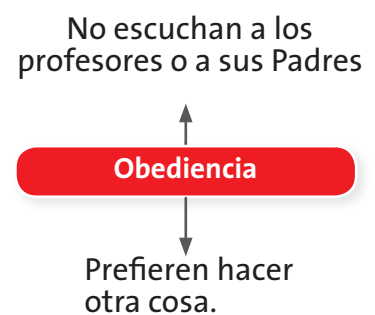 No escuchan a los
profesores o a sus Padres
Obediencia
Prefieren hacer
otra cosa.